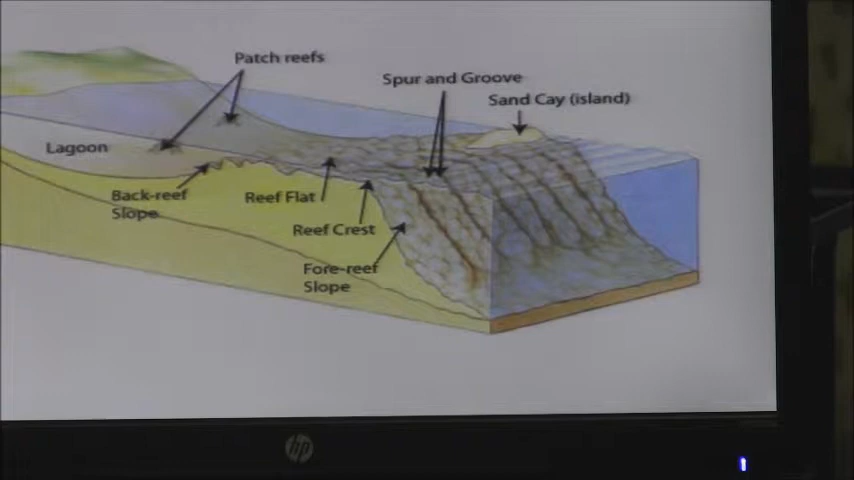 Patch reefs
Spur and Groove
Sand Cay (island)
Lagoon
Back-reef
Slope
Reef Flat
Reef Crest
Fore-reef
Slope
hp